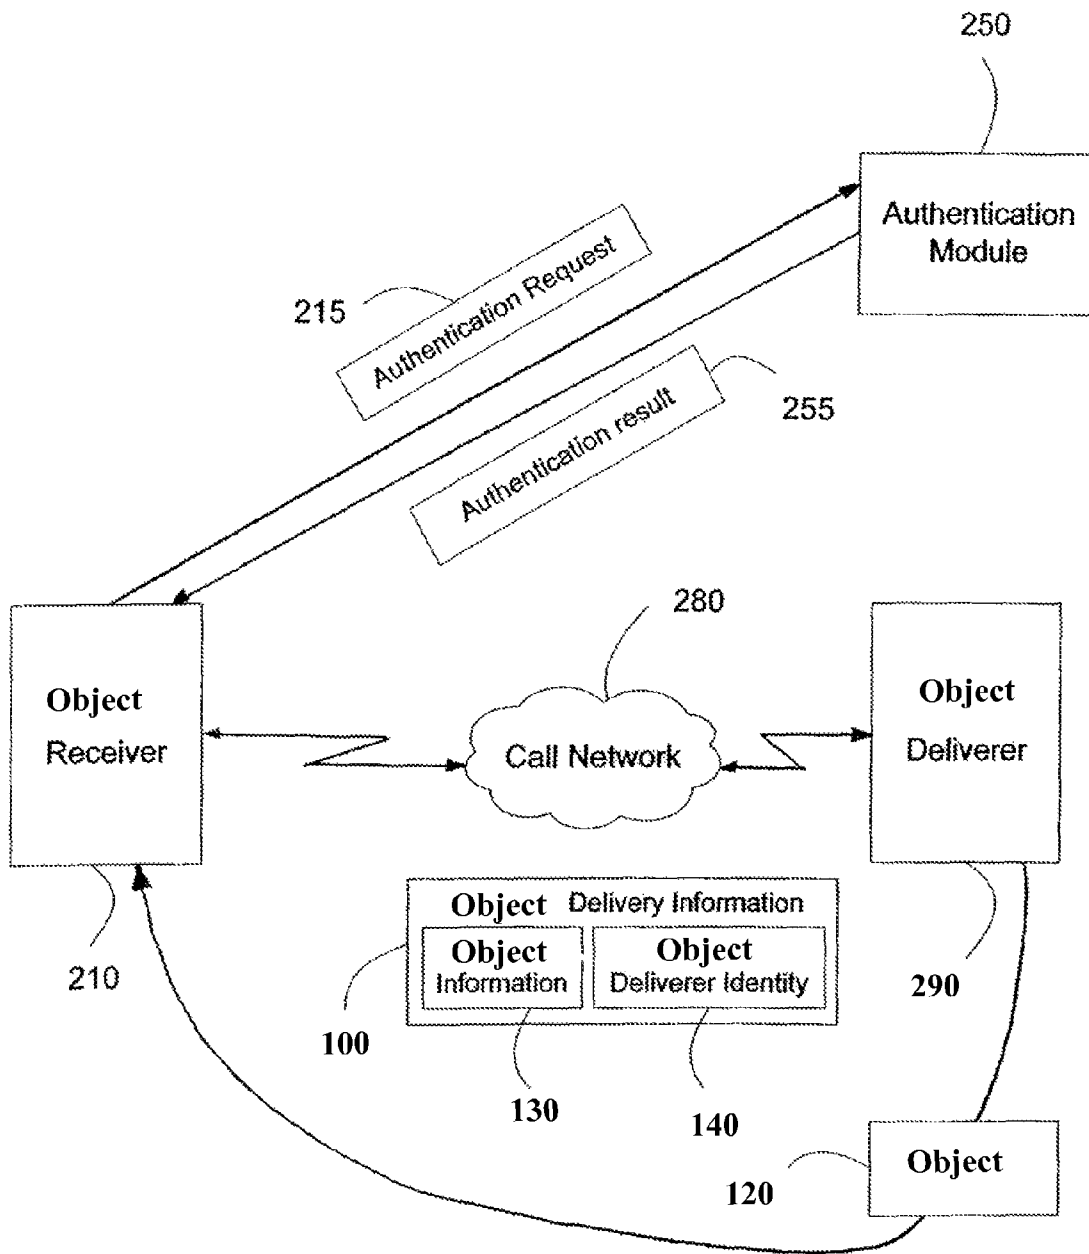 250
Authentication
Module
215
Authentication Request
Authentication result
255
280
Object
Receiver
Call Network
Object
Deliverer
210
Object Delivery Information
Object
Information
Object
Deliverer Identity
290
100
130
140
120
Object